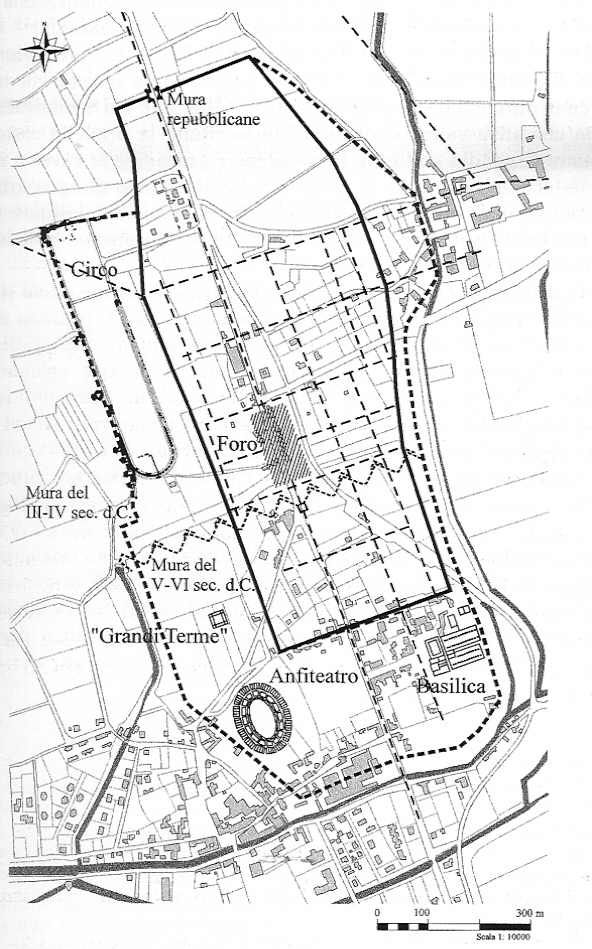 Mura
repubblicane
Circo
Foro
Mura del
III-IV sec. d.C.
Mura del
V-VI sec. d.C.
"Grandi Terme"
Anfiteatro
Basilica
0 100 300 m
Scala 1: 10000